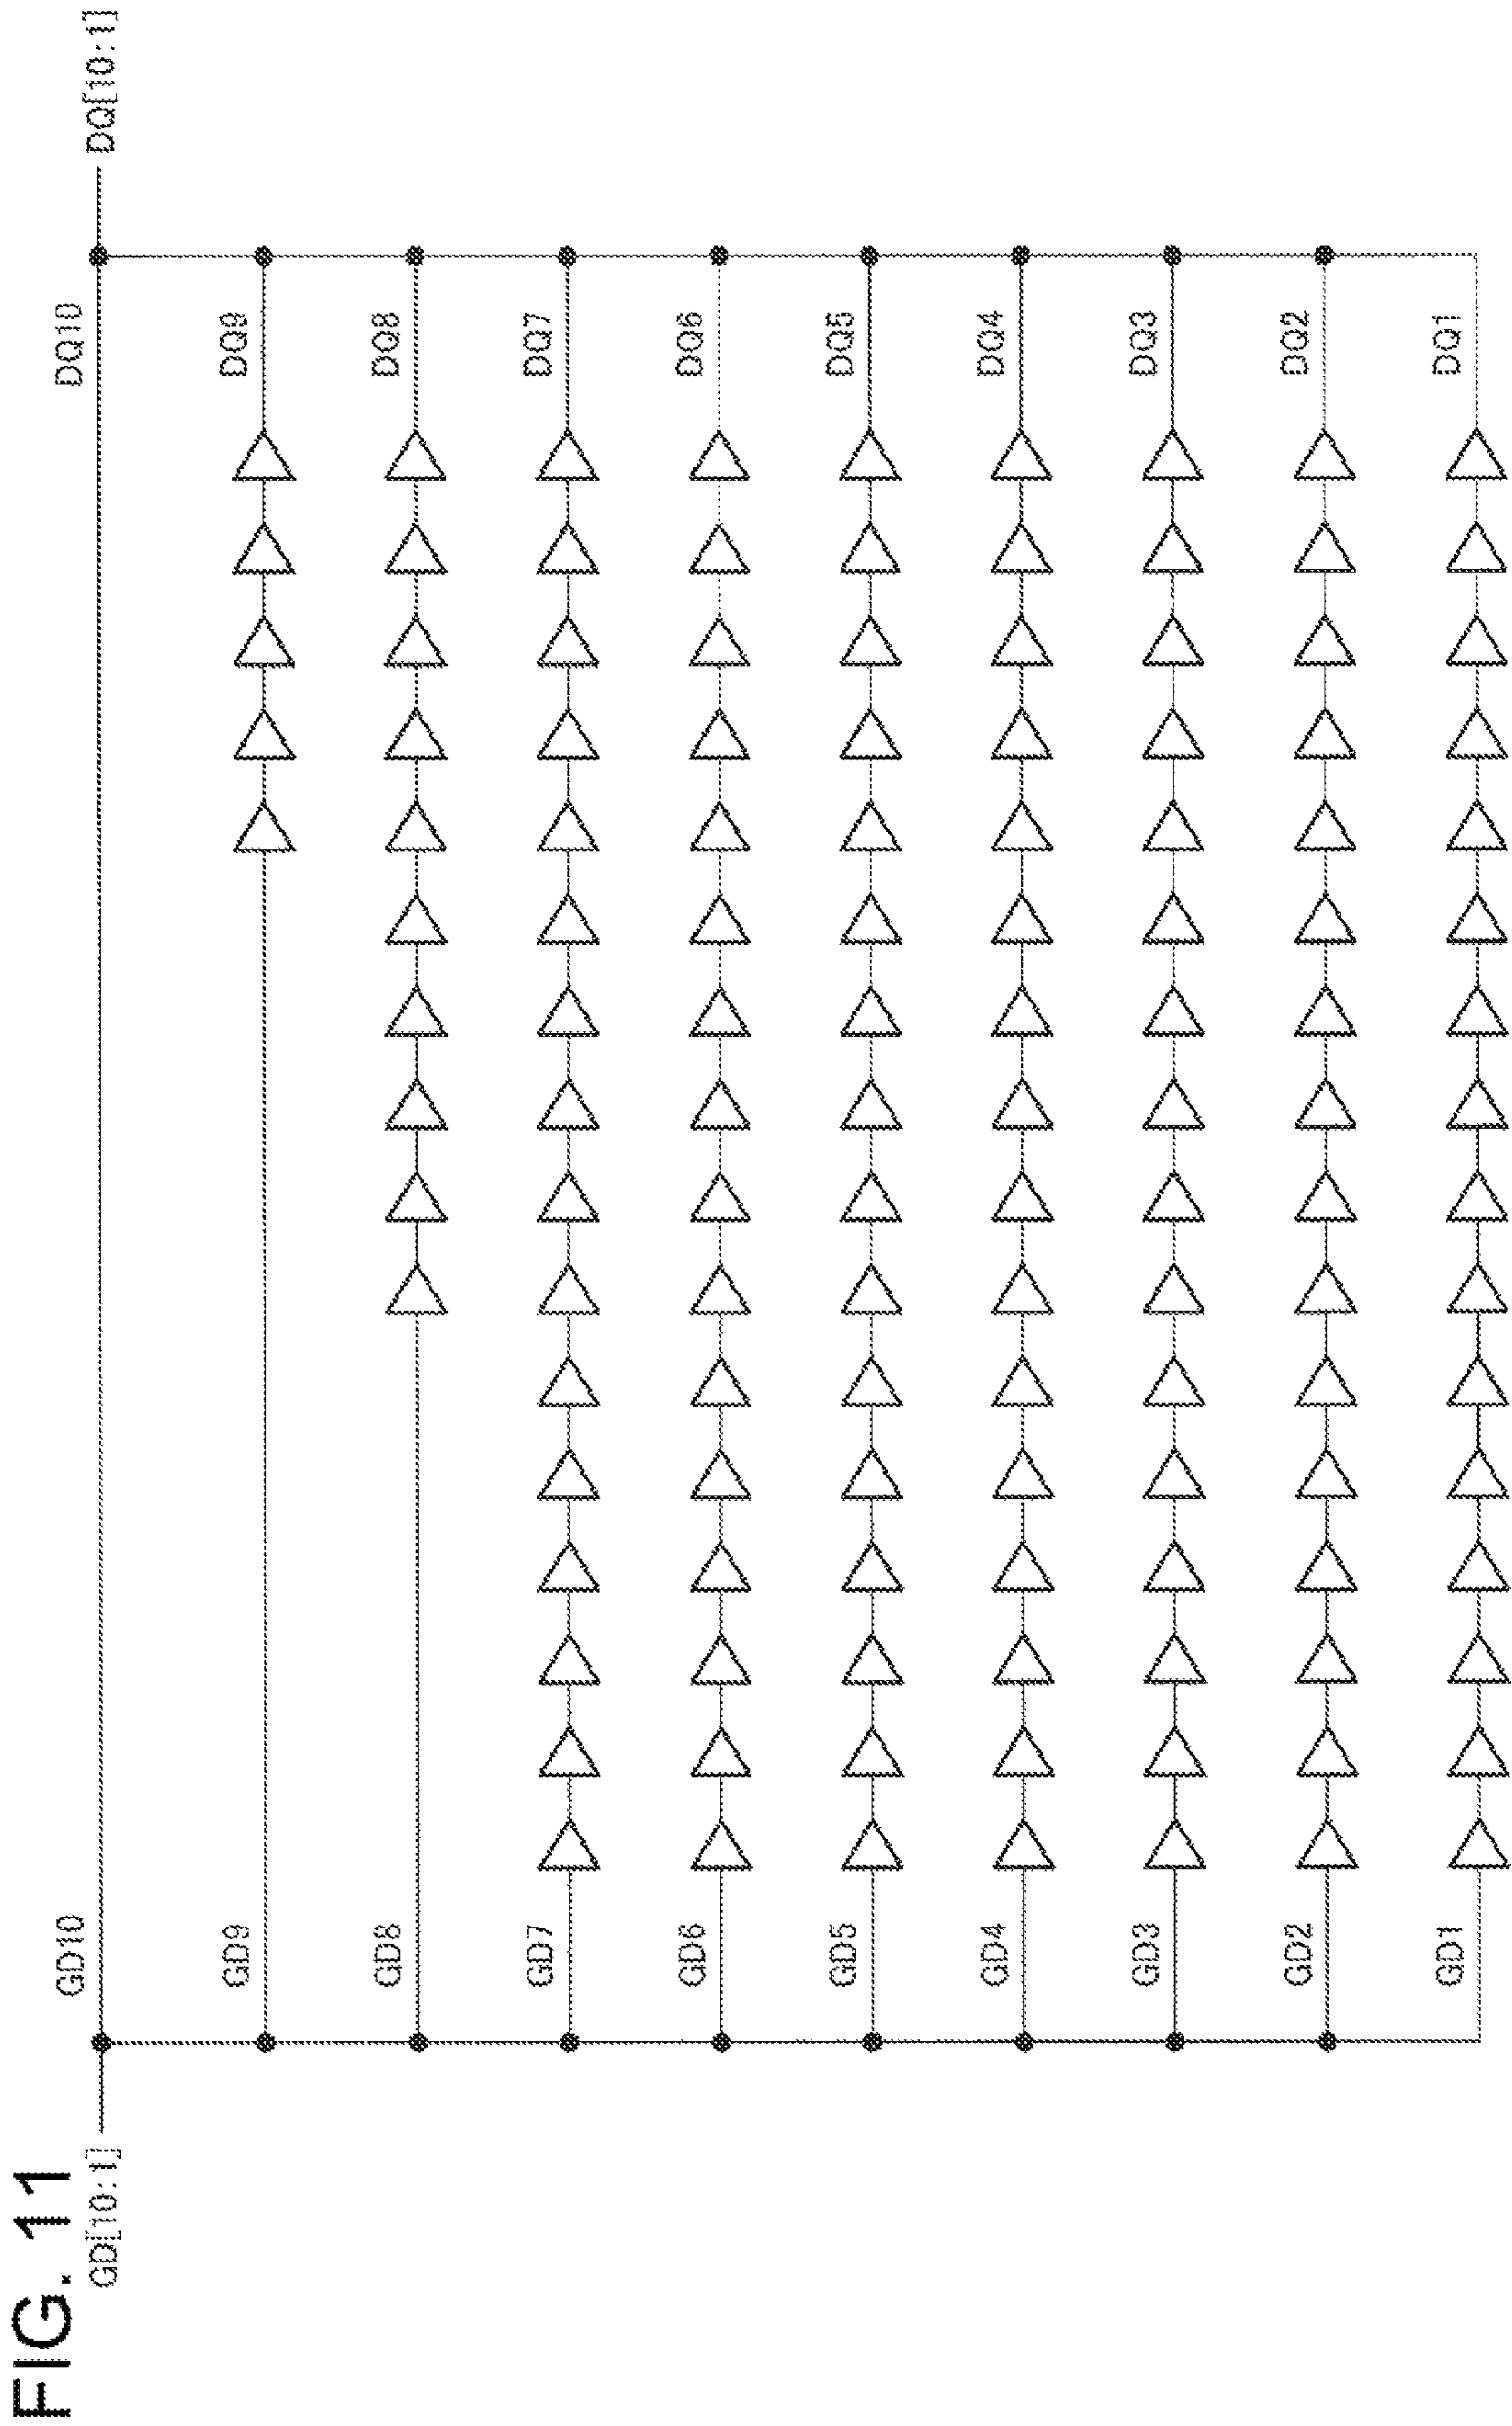 FIG. 11
GD[10:1]
DQ[10:1]
GD10
DQ10
GD9
DQ9
GD8
DQ8
GD7
DQ7
GD6
DQ6
GD5
DQ5
GD4
DQ4
GD3
DQ3
GD2
DQ2
GD1
DQ1